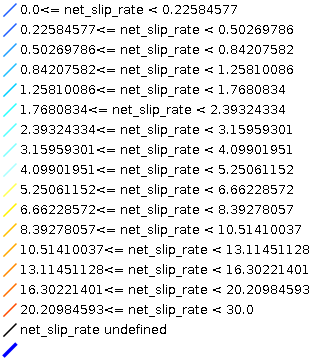 0.0<= net_slip_rate < 0.22584577
0.22584577<= net_slip_rate < 0.50269786
0.50269786<= net_slip_rate < 0.84207582
0.84207582<= net_slip_rate < 1.25810086
1.25810086<= net_slip_rate < 1.7680834
1.7680834<= net_slip_rate < 2.39324334
2.39324334<= net_slip_rate < 3.15959301
3.15959301<= net_slip_rate < 4.09901951
4.09901951<= net_slip_rate < 5.25061152
5.25061152<= net_slip_rate < 6.66228572
6.66228572<= net_slip_rate < 8.39278057
8.39278057<= net_slip_rate < 10.51410037
10.51410037<= net_slip_rate < 13.11451128
13.11451128<= net_slip_rate < 16.30221401
16.30221401<= net_slip_rate < 20.20984593
20.20984593<= net_slip_rate < 30.0
net_slip_rate undefined